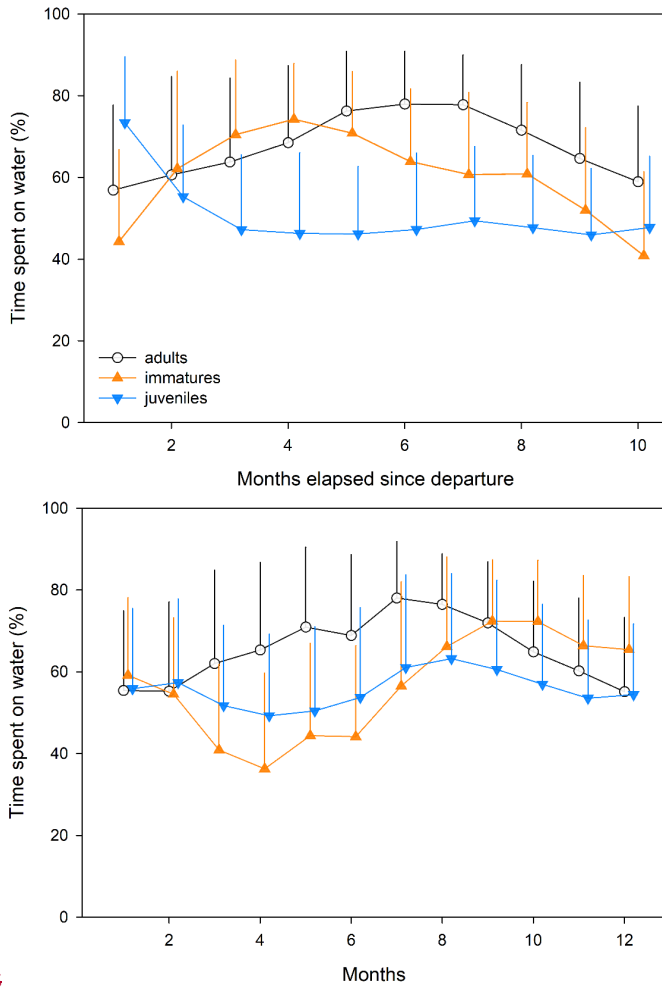 100
80
60
40
20
0
Time spent on water (%)
adults
immatures
juveniles
2 4 6 8 10
Months elapsed since departure
100
80
60
40
20
0
Time spent on water (%)
2 4 6 8 10 12
Months